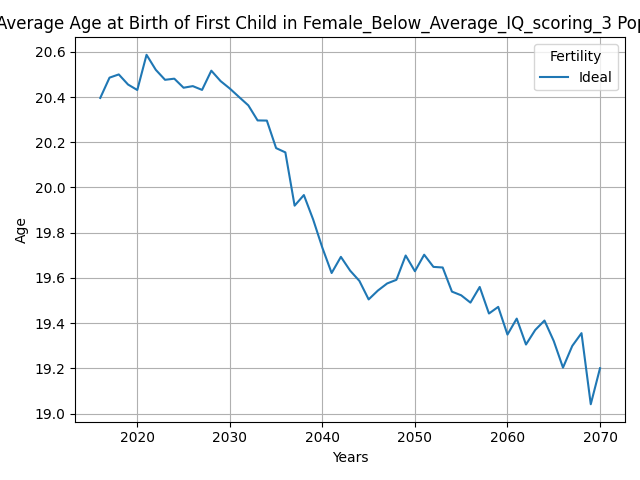 Average Age at Birth of First Child in Female_Below_Average_IQ_scoring_3
20.6
20.4
20.2
20.0
19.8
19.6
19.4
19.2
19.0
Age
Fertility
Ideal
2020 2030 2040 2050 2060 2070
Years